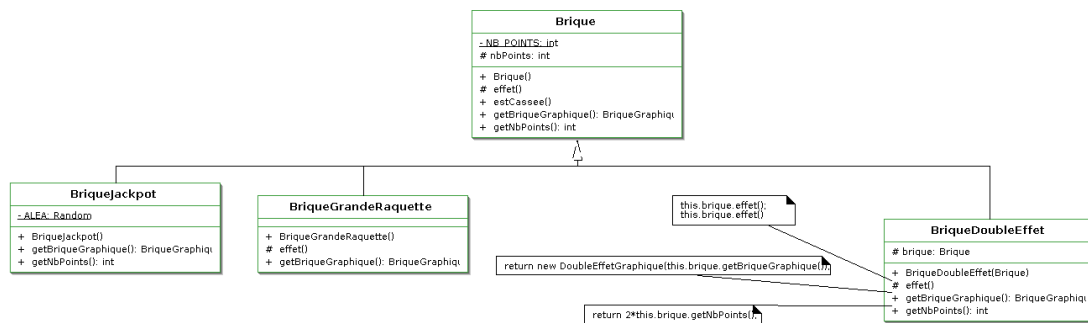 Brique
- NB_POINTS: int
# nbPoints: int
+ Brique()
# effet()
+ estCassee()
+ getBriqueGraphique(): BriqueGraphiqu
+ getNbPoints(): int
BriqueJackpot
- ALEA: Random
+ BriqueJackpot()
+ getBriqueGraphique(): BriqueGraphiqu
+ getNbPoints(): int
BriqueGrandeRaquette
+ BriqueGrandeRaquette()
# effet()
+ getBriqueGraphique(): BriqueGraphiqu
this.brique.effet();
this.brique.effet()
return new DoubleEffetGraphique(this.brique.getBriqueGraphique());
return 2*this.brique.getNbPoints();
BriqueDoubleEffet
# brique: Brique
+ BriqueDoubleEffet(Brique)
# effet()
+ getBriqueGraphique(): BriqueGraphiqu
+ getNbPoints(): int